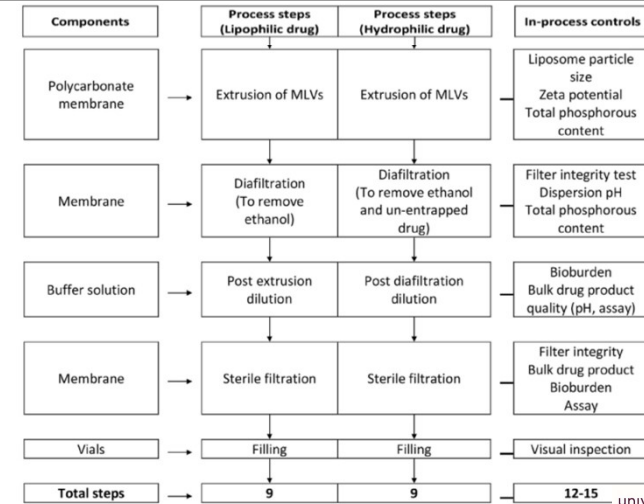 Components
Process steps
(Lipophilic drug)
Process steps
(Hydrophilic drug)
In-process controls
Polycarbonate
membrane
Extrusion of MLVs
Extrusion of MLVs
Liposome particle
size
Zeta potential
Total phosphorous
content
Membrane
Diafiltration
(To remove
ethanol)
Diafiltration
(To remove ethanol
and un-entrapped
drug)
Filter integrity test
Dispersion pH
Total phosphorous
content
Buffer solution
Post extrusion
dilution
Post diafiltration
dilution
Bioburden
Bulk drug product
quality (pH, assay)
Membrane
Sterile filtration
Sterile filtration
Filter integrity
Bulk drug product
Bioburden
Assay
Vials
Filling
Filling
Visual inspection
Total steps
9
9
12-15